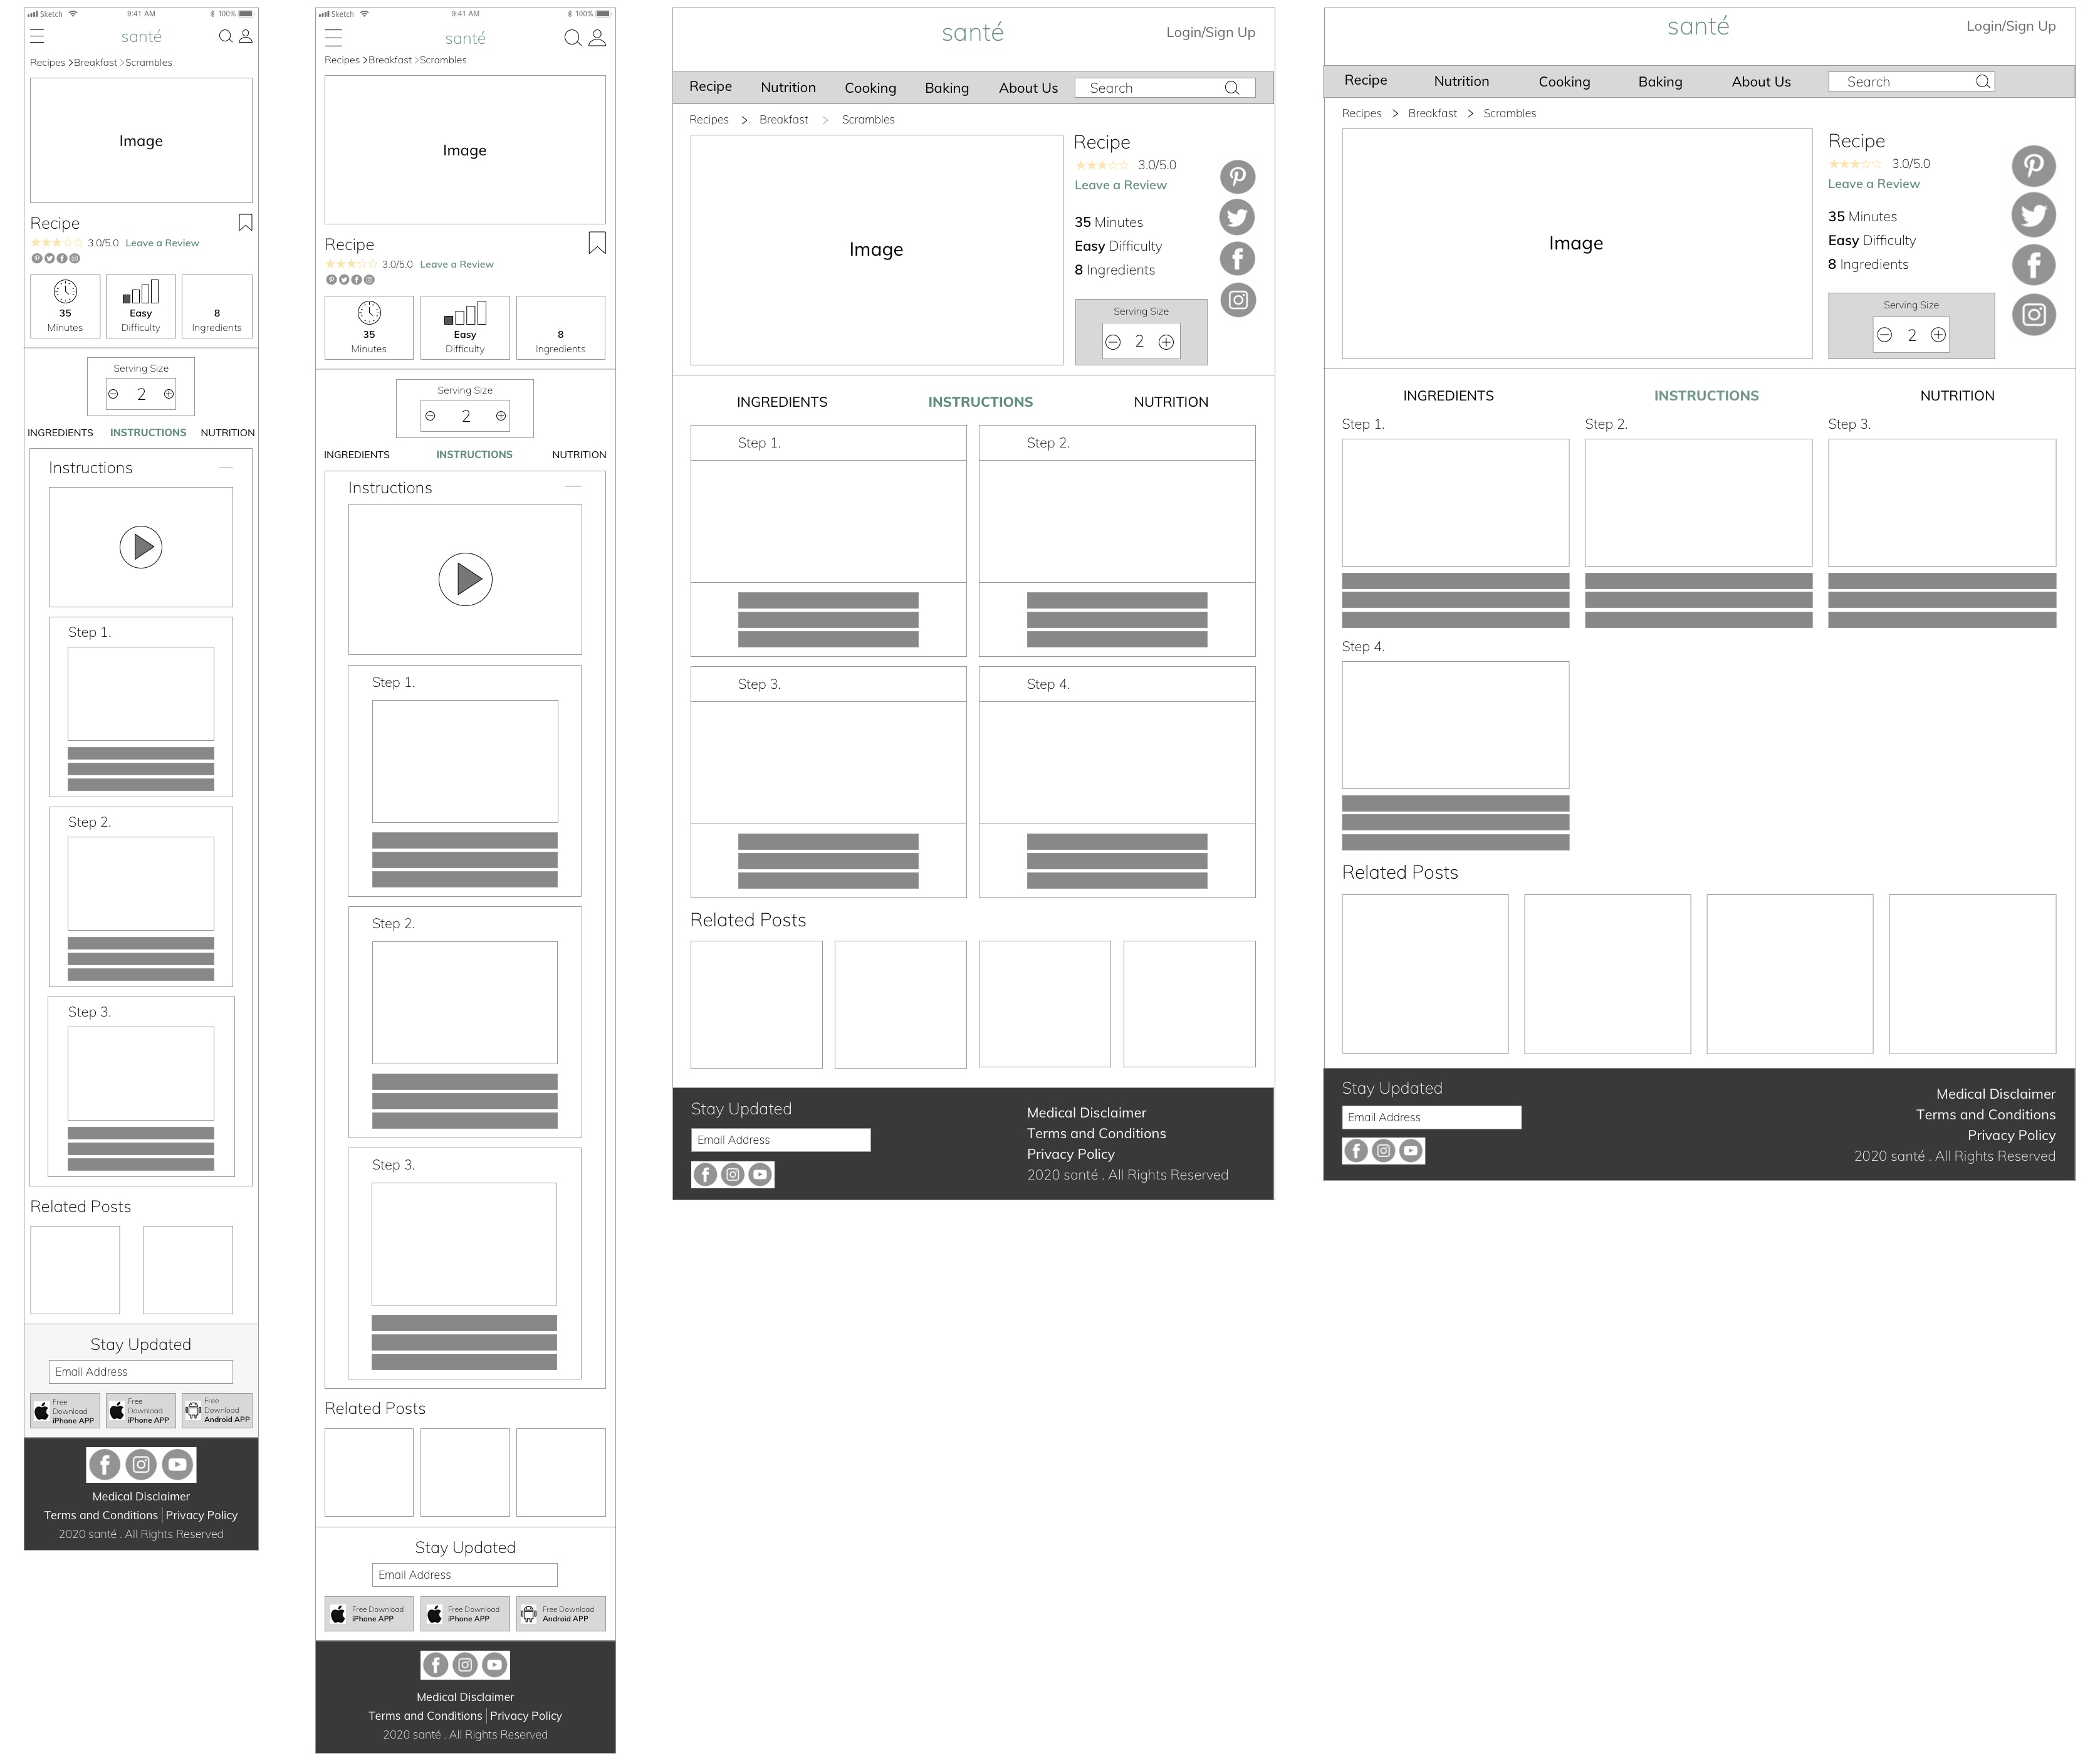 Sketch 9:41 AM 100%
santé
Recipes >Breakfast >Scrambles
Image
Recipe
3.0/5.0 Leave a Review
35
Minutes
Easy
Difficulty
8
Ingredients
Serving Size
2
INGREDIENTS INSTRUCTIONS NUTRITION
Instructions
Step 1.
Step 2.
Step 3.
Related Posts
Stay Updated
Email Address
Free
Download
iPhone APP
Free
Download
iPhone APP
Free
Download
Android APP
Medical Disclaimer
Terms and Conditions | Privacy Policy
2020 santé . All Rights Reserved
Sketch 9:41 AM 100%
santé
Recipes >Breakfast >Scrambles
Image
Recipe
3.0/5.0 Leave a Review
35
Minutes
Easy
Difficulty
8
Ingredients
Serving Size
2
INGREDIENTS INSTRUCTIONS NUTRITION
Instructions
Step 1.
Step 2.
Step 3.
Related Posts
Stay Updated
Email Address
Free Download
iPhone APP
Free Download
iPhone APP
Free Download
Android APP
Medical Disclaimer
Terms and Conditions | Privacy Policy
2020 santé . All Rights Reserved
santé Login/Sign Up
Recipe Nutrition Cooking Baking About Us Search
Recipes > Breakfast > Scrambles
Image
Recipe
3.0/5.0
Leave a Review
35 Minutes
Easy Difficulty
8 Ingredients
Serving Size
2
INGREDIENTS INSTRUCTIONS NUTRITION
Step 1. Step 2.
Step 3. Step 4.
Related Posts
Stay Updated
Email Address
Medical Disclaimer
Terms and Conditions
Privacy Policy
2020 santé . All Rights Reserved
santé Login/Sign Up
Recipe Nutrition Cooking Baking About Us Search
Recipes > Breakfast > Scrambles
Image
Recipe
3.0/5.0
Leave a Review
35 Minutes
Easy Difficulty
8 Ingredients
Serving Size
2
INGREDIENTS INSTRUCTIONS NUTRITION
Step 1. Step 2. Step 3.
Step 4.
Related Posts
Stay Updated
Email Address
Medical Disclaimer
Terms and Conditions
Privacy Policy
2020 santé . All Rights Reserved